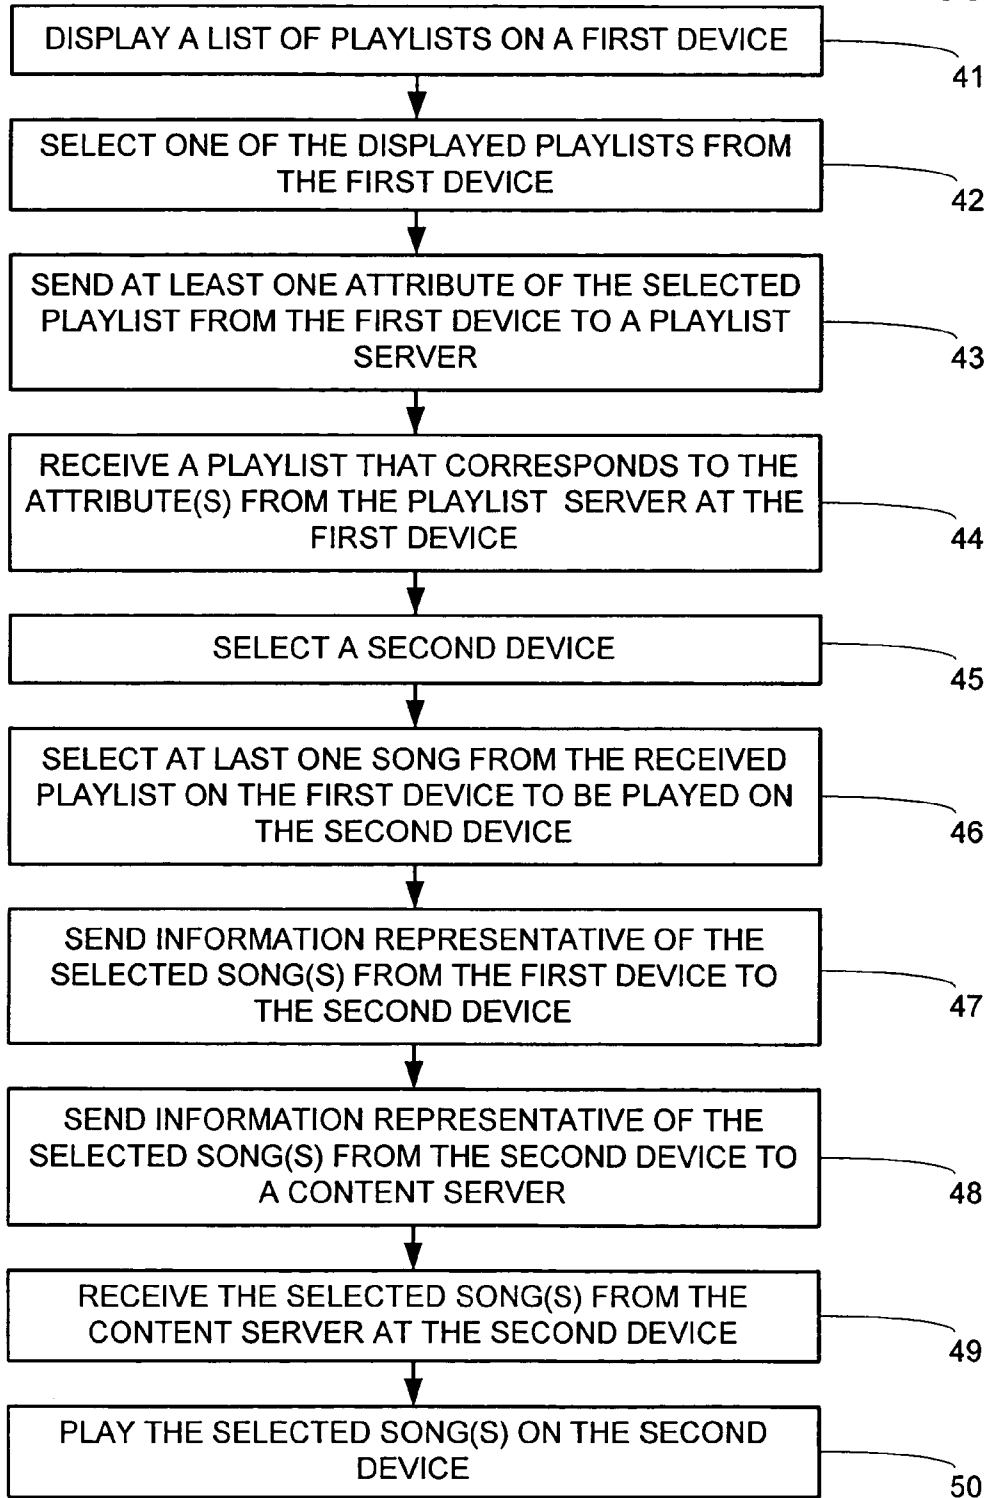 DISPLAY A LIST OF PLAYLISTS ON A FIRST DEVICE
41
SELECT ONE OF THE DISPLAYED PLAYLISTS FROM
THE FIRST DEVICE
42
SEND AT LEAST ONE ATTRIBUTE OF THE SELECTED
PLAYLIST FROM THE FIRST DEVICE TO A PLAYLIST
SERVER
43
RECEIVE A PLAYLIST THAT CORRESPONDS TO THE
ATTRIBUTE(S) FROM THE PLAYLIST SERVER AT THE
FIRST DEVICE
44
SELECT A SECOND DEVICE
45
SELECT AT LAST ONE SONG FROM THE RECEIVED
PLAYLIST ON THE FIRST DEVICE TO BE PLAYED ON
THE SECOND DEVICE
46
SEND INFORMATION REPRESENTATIVE OF THE
SELECTED SONG(S) FROM THE FIRST DEVICE TO
THE SECOND DEVICE
47
SEND INFORMATION REPRESENTATIVE OF THE
SELECTED SONG(S) FROM THE SECOND DEVICE TO
A CONTENT SERVER
48
RECEIVE THE SELECTED SONG(S) FROM THE
CONTENT SERVER AT THE SECOND DEVICE
49
PLAY THE SELECTED SONG(S) ON THE SECOND
DEVICE
50